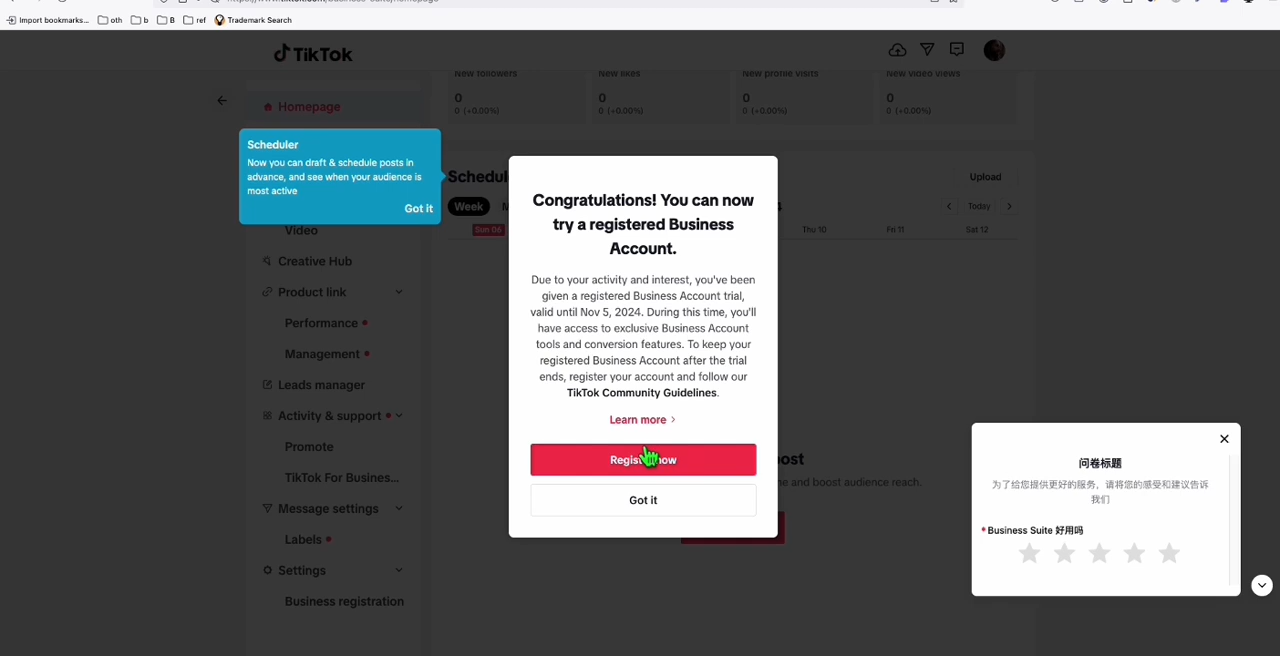 Import bookmarks...
oth
b
B
ref
Trademark Search
TikTok
New followers
New likes
New profile visits
New video views
0
0
0
0
0 (+0.00%)
0 (+0.00%)
0 (+0.00%)
0 (+0.00%)
Homepage
Scheduler
Now you can draft & schedule posts in
advance, and see when your audience is
most active
Got it
Video
Creative Hub
Product link
Performance
Management
Leads manager
Activity & support
Promote
TikTok For Busines...
Message settings
Labels
Settings
Business registration
Upload
Week
Today
Sun 06
Thu 10
Fri 11
Sat 12
Congratulations! You can now
try a registered Business
Account.
Due to your activity and interest, you've been
given a registered Business Account trial,
valid until Nov 5, 2024. During this time, you'll
have access to exclusive Business Account
tools and conversion features. To keep your
registered Business Account after the trial
ends, register your account and follow our
TikTok Community Guidelines.
Learn more >
Register now
Got it
and boost audience reach.
问卷标题
为了给您提供更好的服务，请将您的感受和建议告诉
我们
* Business Suite 好用吗